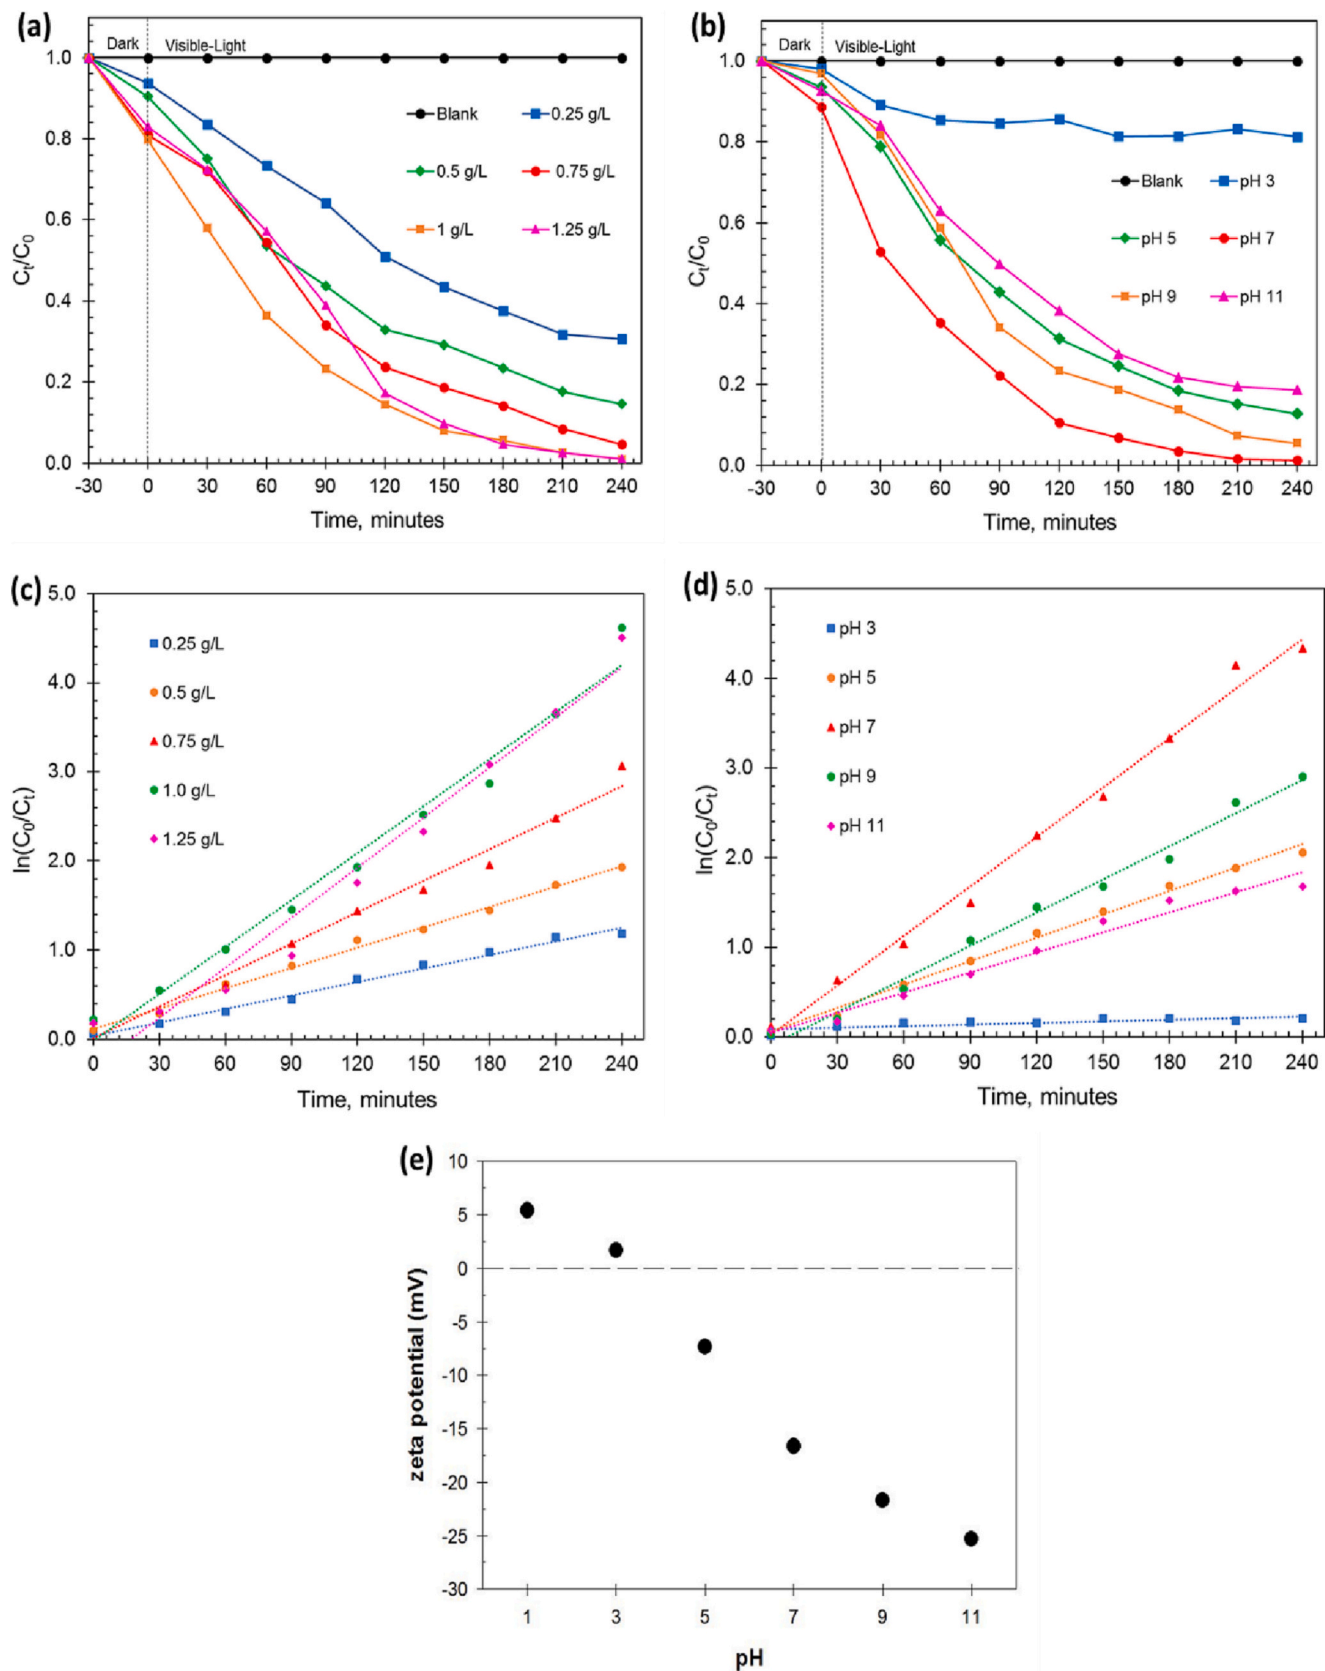 (a)
Dark Visible-Light
1.0
0.8
0.6
0.4
0.2
0.0
Blank 0.25 g/L
0.5 g/L 0.75 g/L
1 g/L 1.25 g/L
Cₜ/C₀
-30 0 30 60 90 120 150 180 210 240
Time, minutes
(b)
Dark Visible-Light
1.0
0.8
0.6
0.4
0.2
0.0
Blank pH 3
pH 5 pH 7
pH 9 pH 11
Cₜ/C₀
-30 0 30 60 90 120 150 180 210 240
Time, minutes
(c)
5.0
4.0
3.0
2.0
1.0
0.0
0.25 g/L
0.5 g/L
0.75 g/L
1.0 g/L
1.25 g/L
ln(C₀/Cₜ)
0 30 60 90 120 150 180 210 240
Time, minutes
(d)
5.0
4.0
3.0
2.0
1.0
0.0
pH 3
pH 5
pH 7
pH 9
pH 11
ln(C₀/Cₜ)
0 30 60 90 120 150 180 210 240
Time, minutes
(e)
10
5
0
-5
-10
-15
-20
-25
-30
zeta potential (mV)
1 3 5 7 9 11
pH